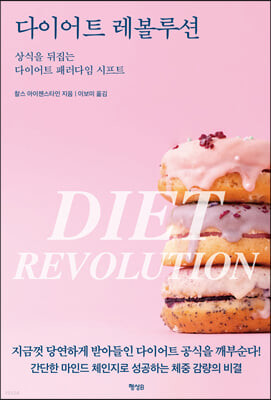 다이어트 레볼루션
상식을 뒤집는
다이어트 패러다임 시프트
찰스 아이젠스타인 지음 | 이보미 옮김
DIET
REVOLUTION
지금껏 당연하게 받아들인 다이어트 공식을 깨부순다!
간단한 마인드 체인지로 성공하는 체중 감량의 비결
행성B